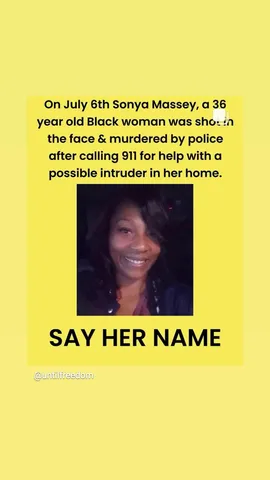 On July 6th Sonya Massey, a 36
year old Black woman was shot in
the face & murdered by police
after calling 911 for help with a
possible intruder in her home.
SAY HER NAME